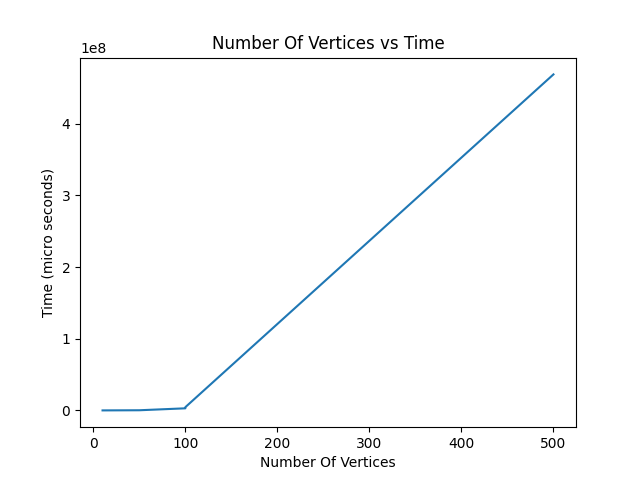 Number Of Vertices vs Time
1e8
4
3
2
1
0
Time (micro seconds)
0 100 200 300 400 500
Number Of Vertices